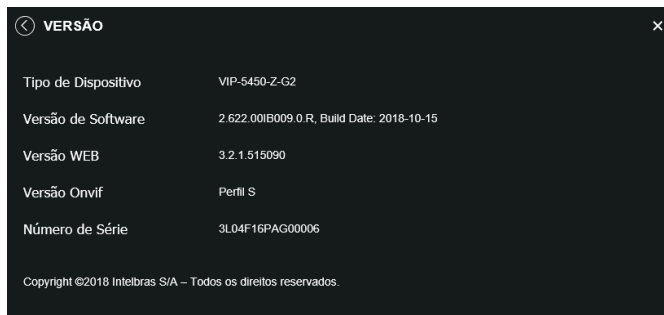 VERSÃO
Tipo de Dispositivo VIP-5450-Z-G2
Versão de Software 2.622.00IB009.0.R, Build Date: 2018-10-15
Versão WEB 3.2.1.515090
Versão Onvif Perfil S
Número de Série 3L04F16PAG00006
Copyright ©2018 Intelbras S/A – Todos os direitos reservados.